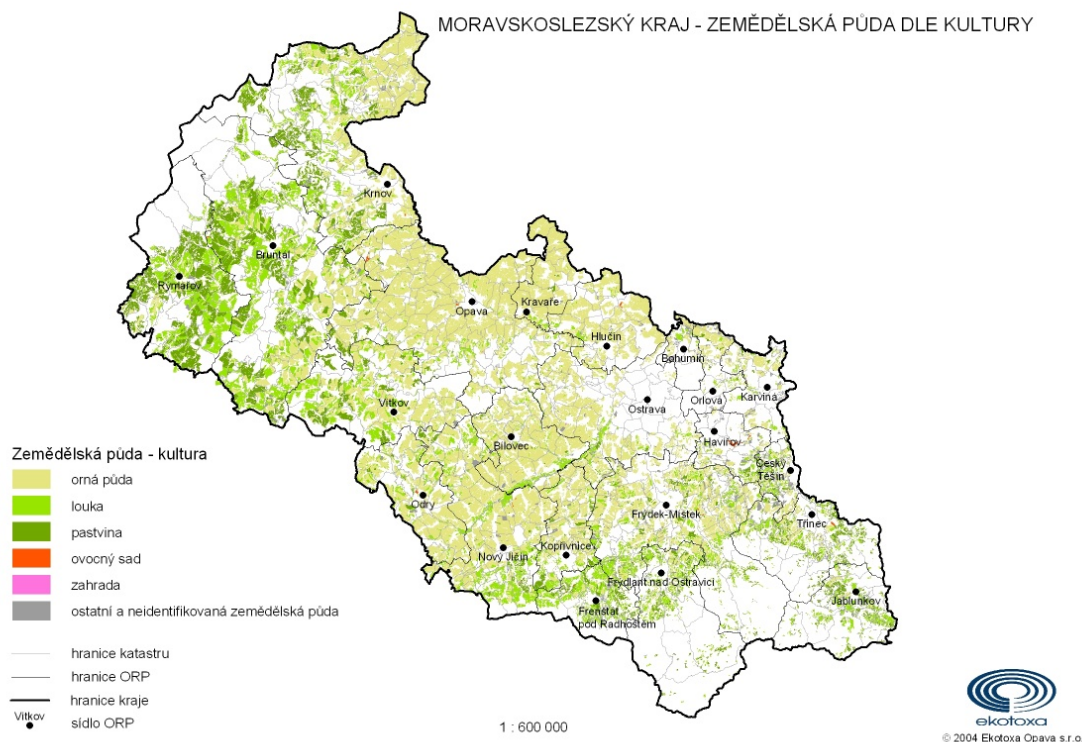 MORAVSKOSLEZSKÝ KRAJ - ZEMĚDĚLSKÁ PŮDA DLE KULTURY
Krnov
Bruntál
Rýmařov
Opava
Kravaře
Hlučín
Bohumín
Vítkov
Ostrava
Orlová
Karviná
Bílovec
Havířov
Český
Těšín
Odry
Frýdek-Místek
Třinec
Nový Jičín
Kopřivnice
Frýdlant nad Ostravicí
Frenštát
pod Radhoštěm
Jablunkov
Zemědělská půda - kultura
orná půda
louka
pastvina
ovocný sad
zahrada
ostatní a neidentifikovaná zemědělská půda
hranice katastru
hranice ORP
hranice kraje
Vítkov
sídlo ORP
1 : 600 000
ekotoxa
© 2004 Ekotoxa Opava s.r.o.